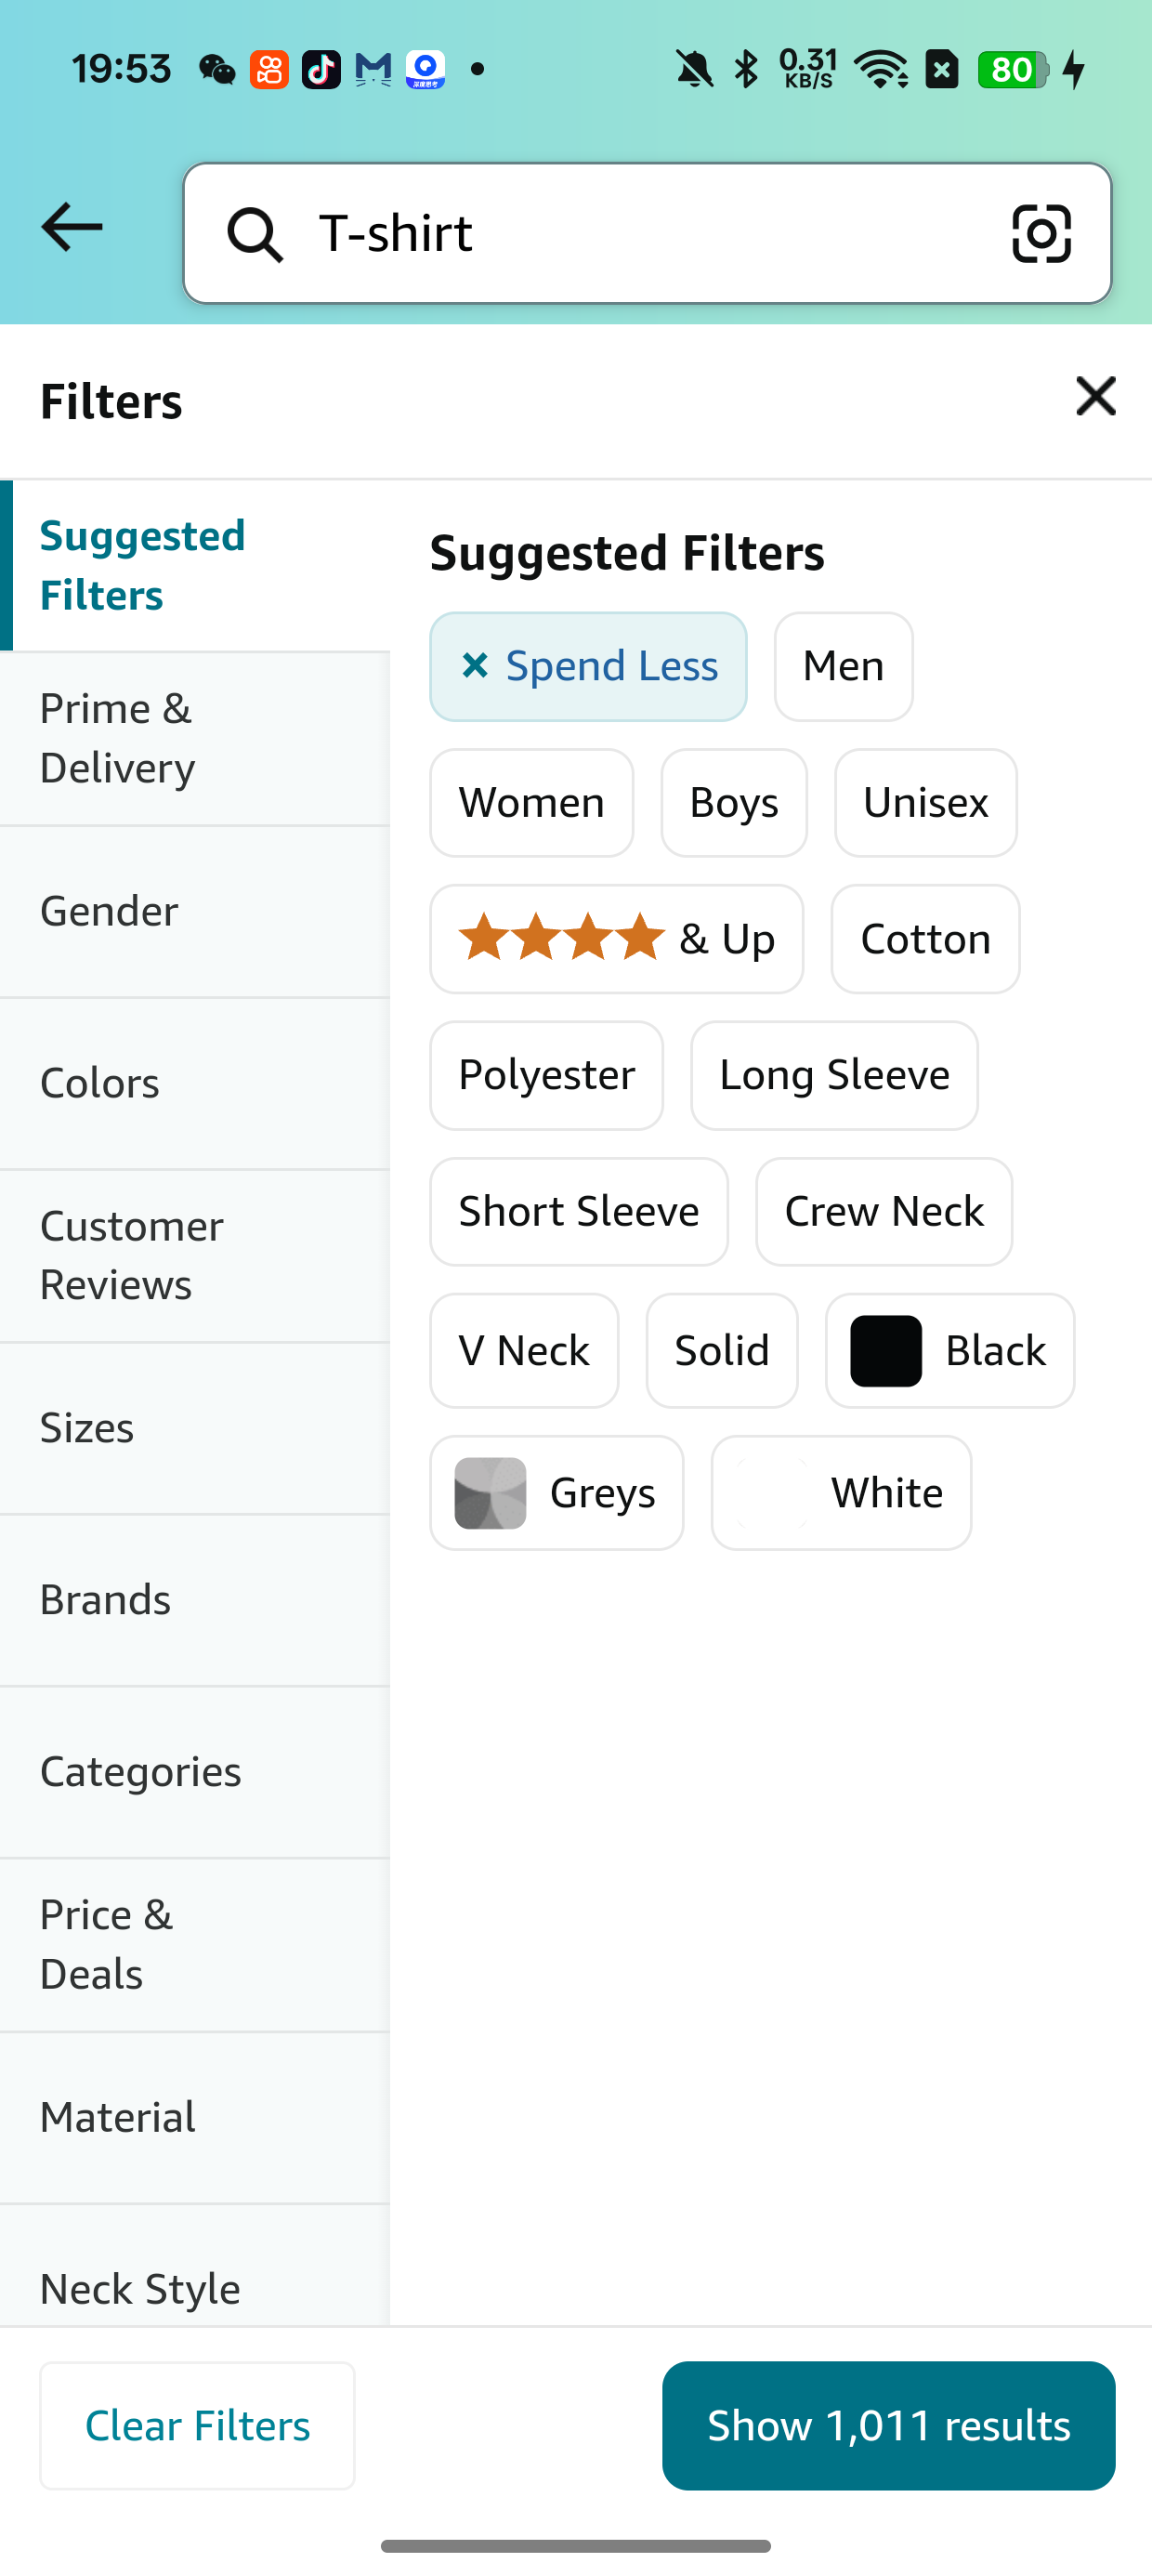 19:53
0.31
KB/S
80
T-shirt
Filters
Suggested
Filters
Prime &
Delivery
Gender
Colors
Customer
Reviews
Sizes
Brands
Categories
Price &
Deals
Material
Neck Style
Suggested Filters
Spend Less
Men
Women
Boys
Unisex
& Up
Cotton
Polyester
Long Sleeve
Short Sleeve
Crew Neck
V Neck
Solid
Black
Greys
White
Clear Filters
Show 1,011 results